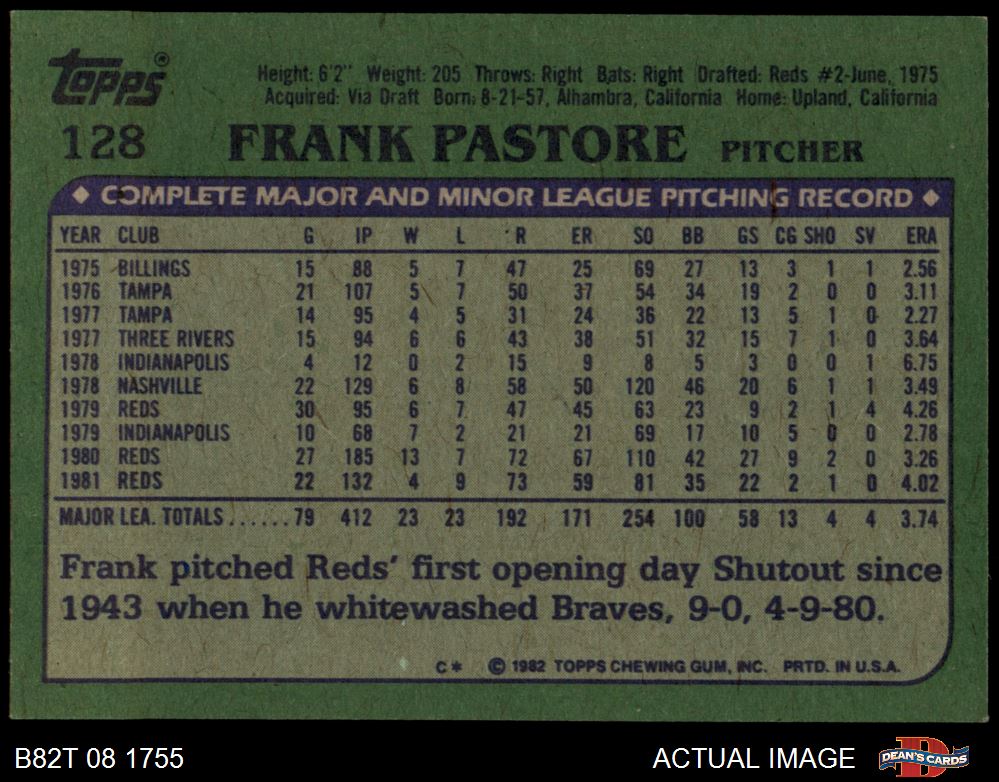 Topps®
Height: 6'2" Weight: 205 Throws: Right Bats: Right Drafted: Reds #2-June, 1975
Acquired: Via Draft Born: 8-21-57, Alhambra, California Home: Upland, California
128 FRANK PASTORE PITCHER
◆ COMPLETE MAJOR AND MINOR LEAGUE PITCHING RECORD ◆
YEAR CLUB G IP W L R ER SO BB GS CG SHO SV ERA
1975 BILLINGS 15 88 5 7 47 25 69 27 13 3 1 1 2.56
1976 TAMPA 21 107 5 7 50 37 54 34 19 2 0 0 3.11
1977 TAMPA 14 95 4 5 31 24 36 22 13 5 1 0 2.27
1977 THREE RIVERS 15 94 6 6 43 38 51 32 15 7 1 0 3.64
1978 INDIANAPOLIS 4 12 0 2 15 9 8 5 3 0 0 1 6.75
1978 NASHVILLE 22 129 6 8 58 50 120 46 20 6 1 1 3.49
1979 REDS 30 95 6 7 47 45 63 23 9 2 1 4 4.26
1979 INDIANAPOLIS 10 68 7 2 21 21 69 17 10 5 0 0 2.78
1980 REDS 27 185 13 7 72 67 110 42 27 9 2 0 3.26
1981 REDS 22 132 4 9 73 59 81 35 22 2 1 0 4.02
MAJOR LEA. TOTALS......79 412 23 23 192 171 254 100 58 13 4 4 3.74
Frank pitched Reds' first opening day Shutout since
1943 when he whitewashed Braves, 9-0, 4-9-80.
C* © 1982 TOPPS CHEWING GUM, INC. PRTD. IN U.S.A.
B82T 08 1755 ACTUAL IMAGE DEAN'S CARDS